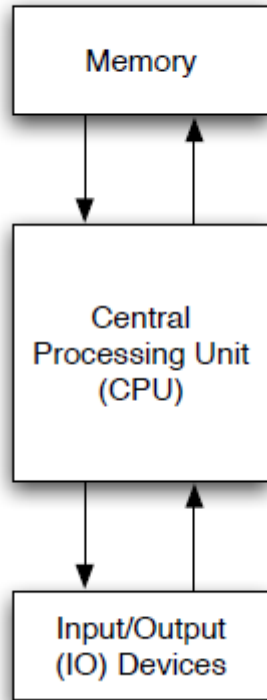 Memory
Central
Processing Unit
(CPU)
Input/Output
(IO) Devices